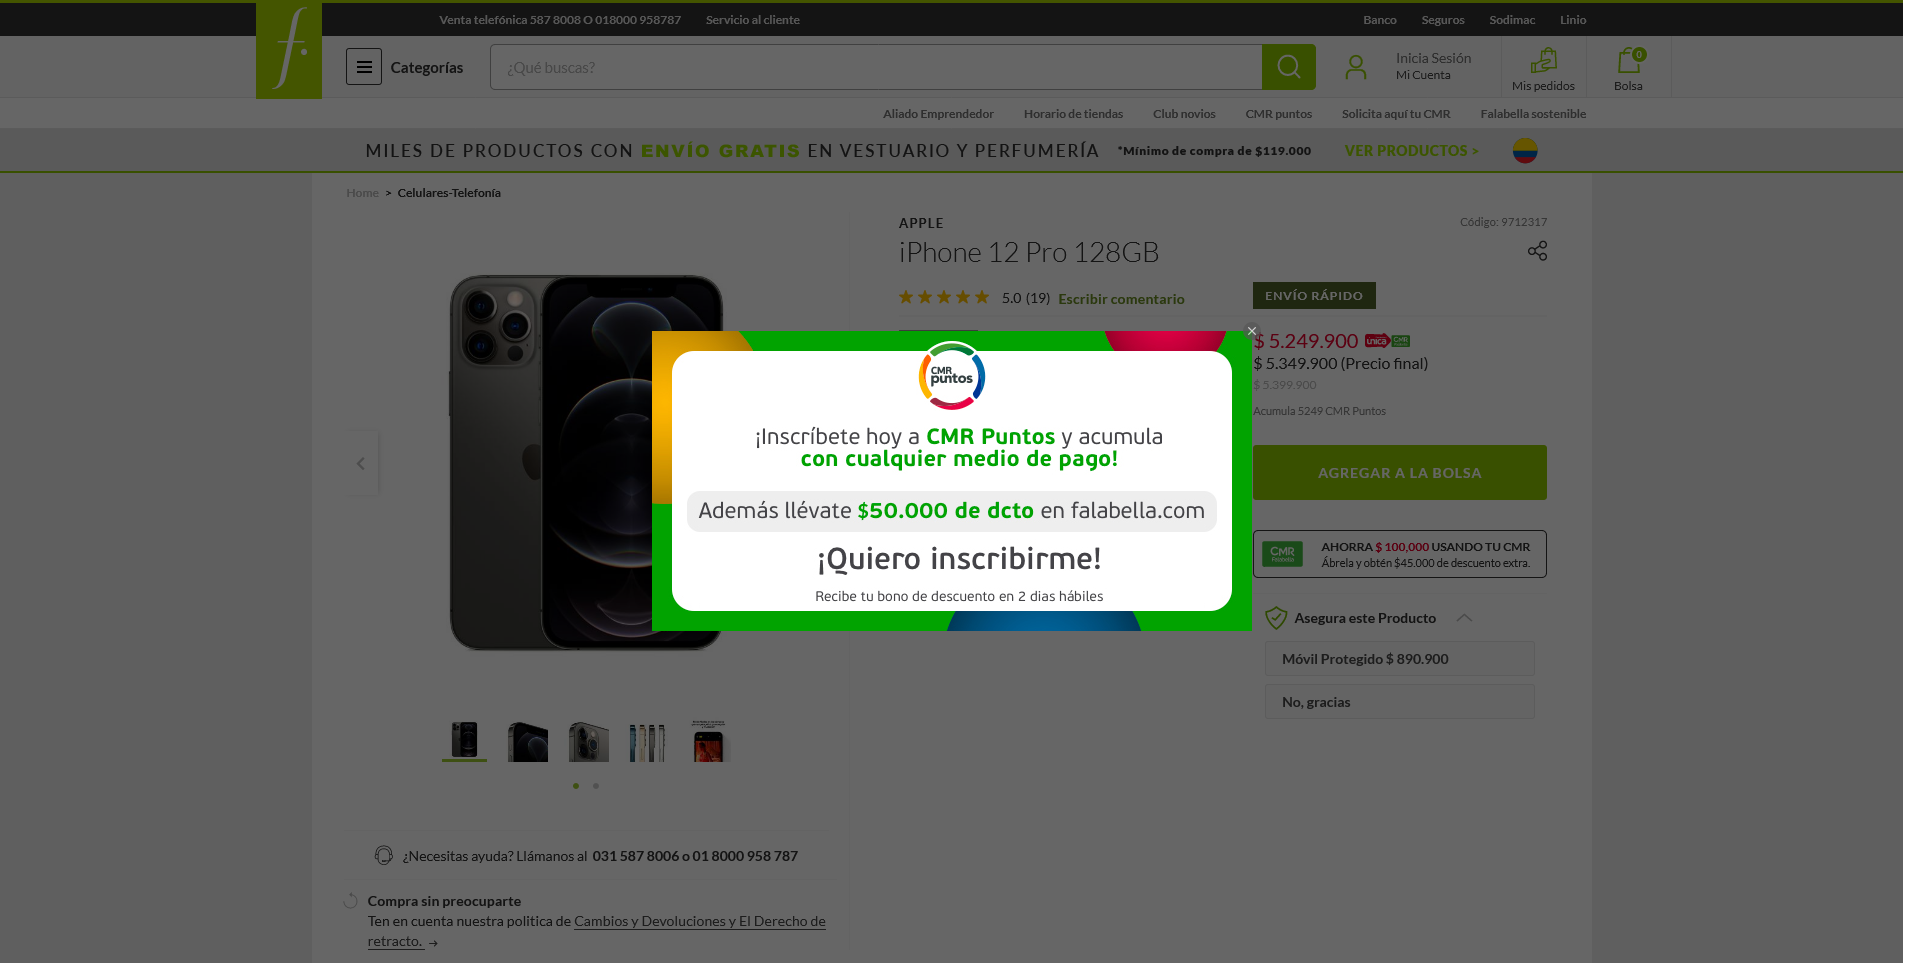 Venta telefónica 587 8008 O 018000 958787 Servicio al cliente Banco Seguros Sodimac Linio
f.
Categorías ¿Qué buscas? Inicia Sesión
Mi Cuenta
Mis pedidos
0
Bolsa
Aliado Emprendedor Horario de tiendas Club novios CMR puntos Solicita aquí tu CMR Falabella sostenible
MILES DE PRODUCTOS CON ENVÍO GRATIS EN VESTUARIO Y PERFUMERÍA *Mínimo de compra de $119.000 VER PRODUCTOS >
Home > Celulares-Telefonía
APPLE Código: 9712317
iPhone 12 Pro 128GB
5.0 (19) Escribir comentario ENVÍO RÁPIDO
$ 5.249.900 única CMR
$ 5.349.900 (Precio final)
$ 5.399.900
Acumula 5249 CMR Puntos
AGREGAR A LA BOLSA
CMR
Falabella
AHORRA $ 100,000 USANDO TU CMR
Ábrela y obtén $45.000 de descuento extra.
Asegura este Producto
Móvil Protegido $ 890.900
No, gracias
CMR
puntos
¡Inscríbete hoy a CMR Puntos y acumula
con cualquier medio de pago!
Además llévate $50.000 de dcto en falabella.com
¡Quiero inscribirme!
Recibe tu bono de descuento en 2 dias hábiles
¿Necesitas ayuda? Llámanos al 031 587 8006 o 01 8000 958 787
Compra sin preocuparte
Ten en cuenta nuestra politica de Cambios y Devoluciones y El Derecho de
retracto. →